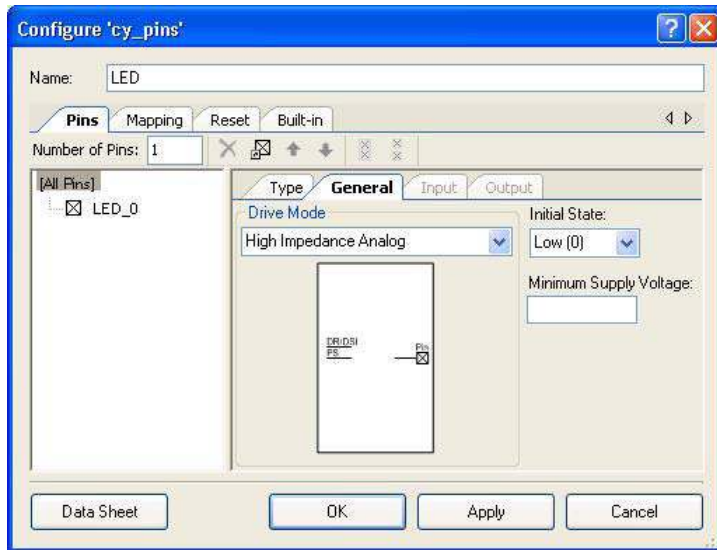 Configure 'cy_pins'
Name: LED
Pins Mapping Reset Built-in
Number of Pins: 1
[All Pins]
LED_0
Type General Input Output
Drive Mode
High Impedance Analog
Initial State:
Low (0)
Minimum Supply Voltage:
DR/DSI
PS
Pin
Data Sheet OK Apply Cancel